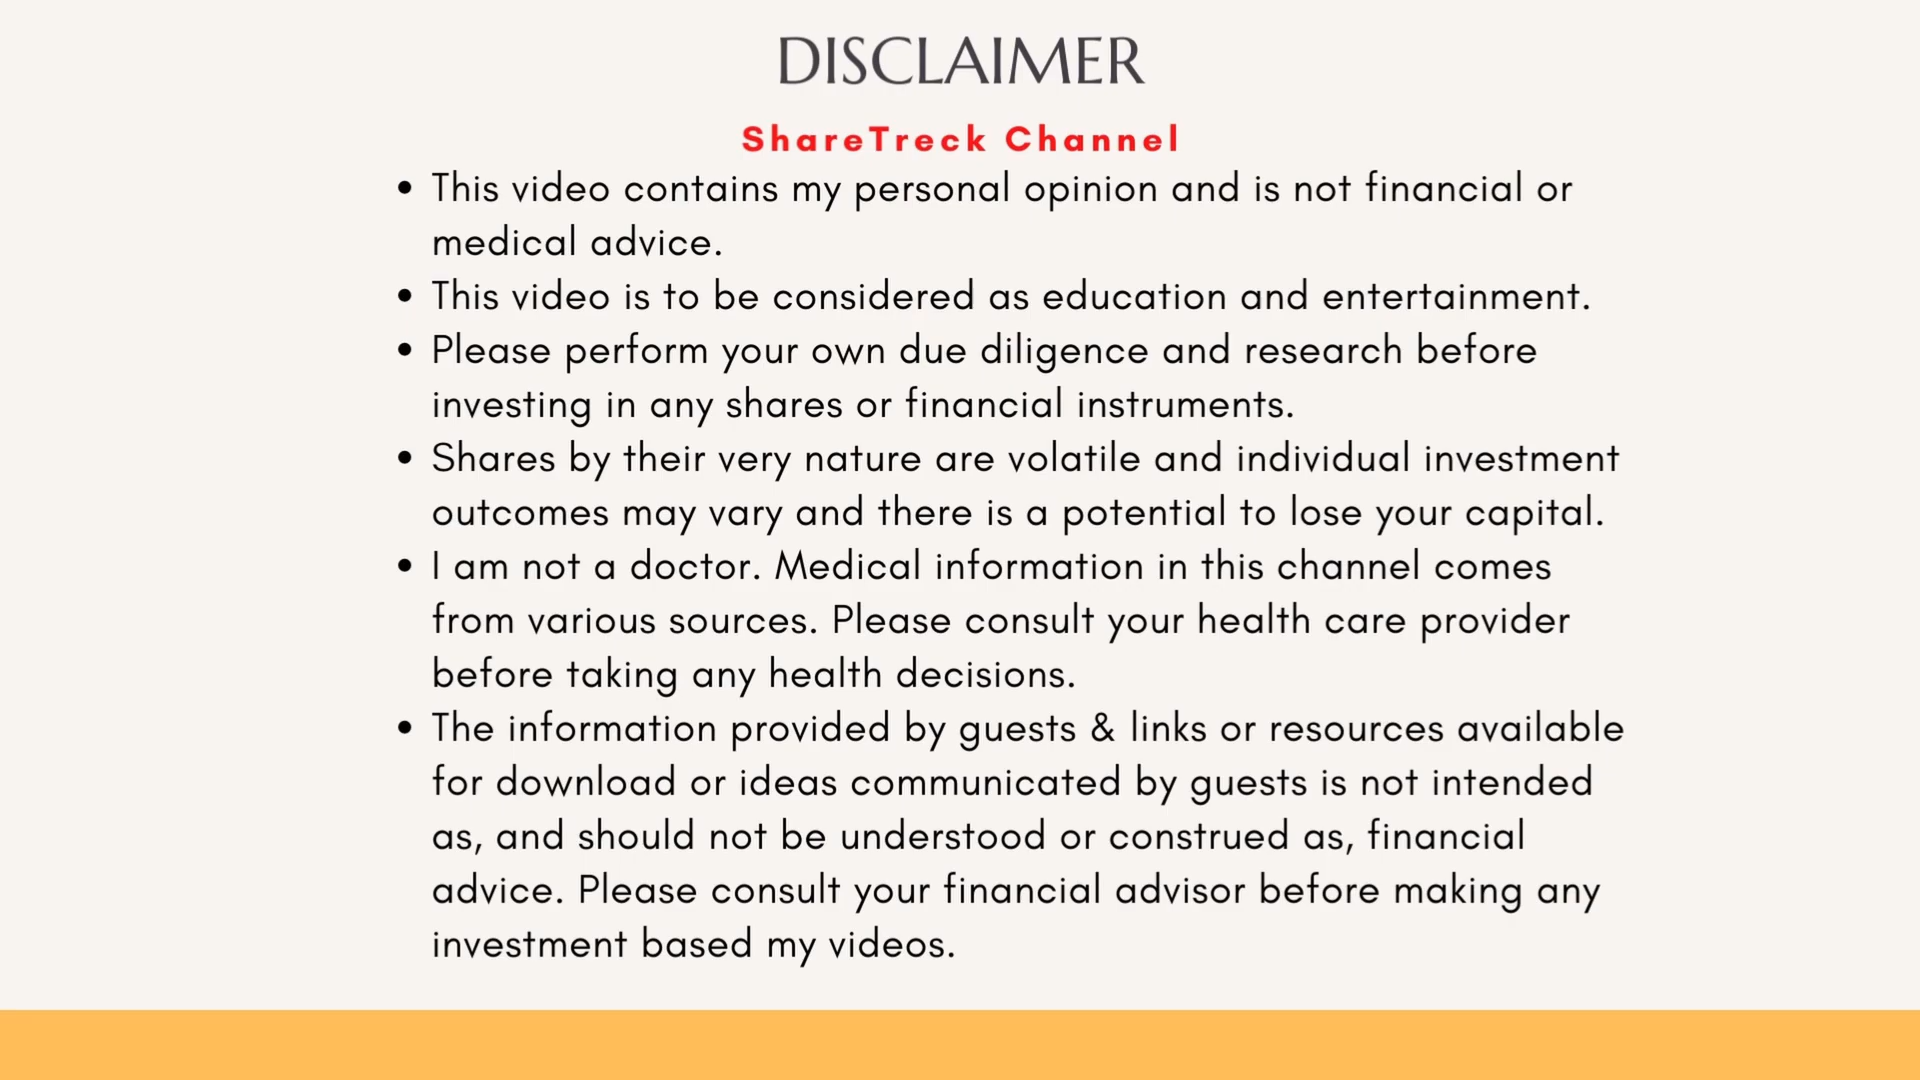 DISCLAIMER
ShareTreck Channel
• This video contains my personal opinion and is not financial or
medical advice.
• This video is to be considered as education and entertainment.
• Please perform your own due diligence and research before
investing in any shares or financial instruments.
• Shares by their very nature are volatile and individual investment
outcomes may vary and there is a potential to lose your capital.
• I am not a doctor. Medical information in this channel comes
from various sources. Please consult your health care provider
before taking any health decisions.
• The information provided by guests & links or resources available
for download or ideas communicated by guests is not intended
as, and should not be understood or construed as, financial
advice. Please consult your financial advisor before making any
investment based my videos.